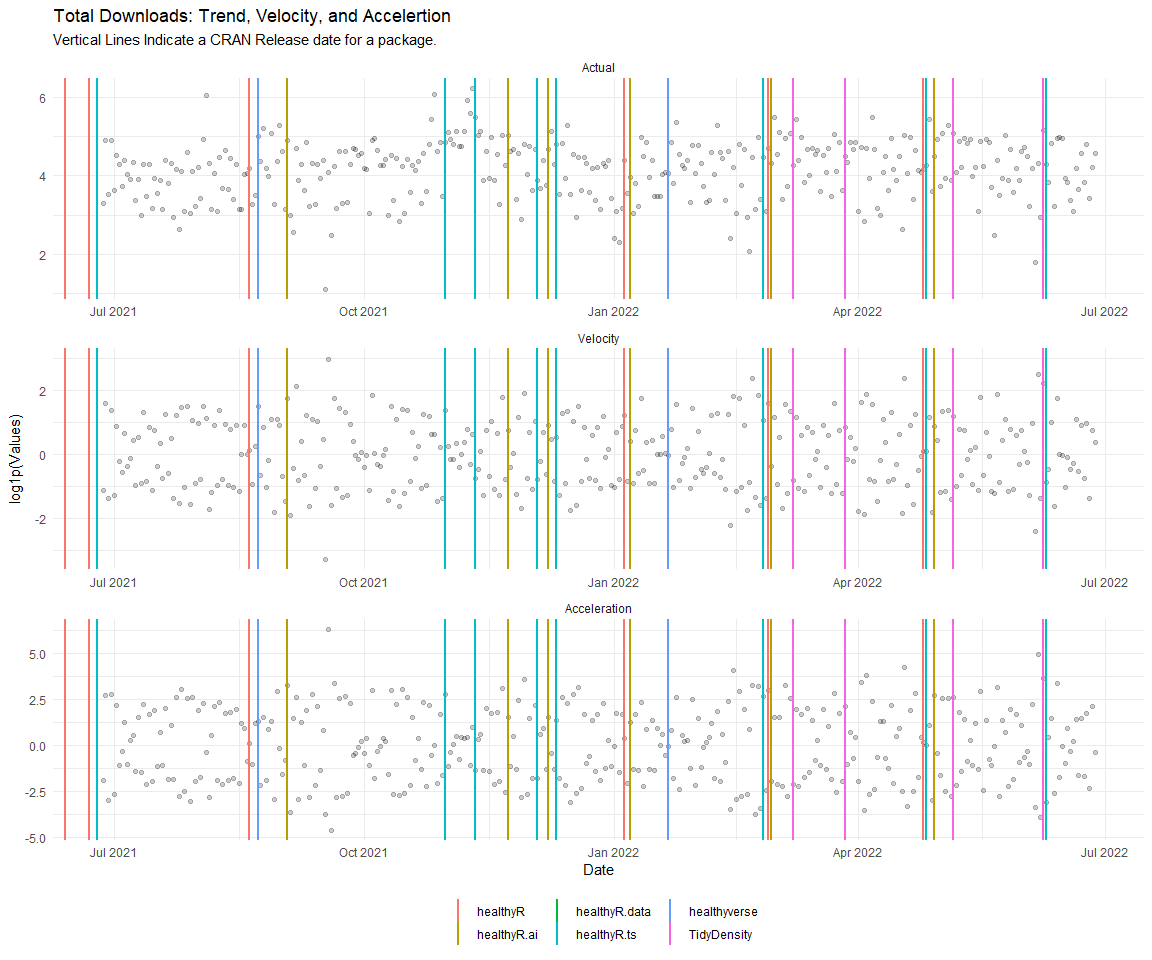 Total Downloads: Trend, Velocity, and Accelertion
Vertical Lines Indicate a CRAN Release date for a package.
Actual
6
4
2
Jul 2021 Oct 2021 Jan 2022 Apr 2022 Jul 2022
Velocity
log1p(Values)
2
0
-2
Jul 2021 Oct 2021 Jan 2022 Apr 2022 Jul 2022
Acceleration
5.0
2.5
0.0
-2.5
-5.0
Jul 2021 Oct 2021 Jan 2022 Apr 2022 Jul 2022
Date
healthyR healthyR.data healthyverse
healthyR.ai healthyR.ts TidyDensity